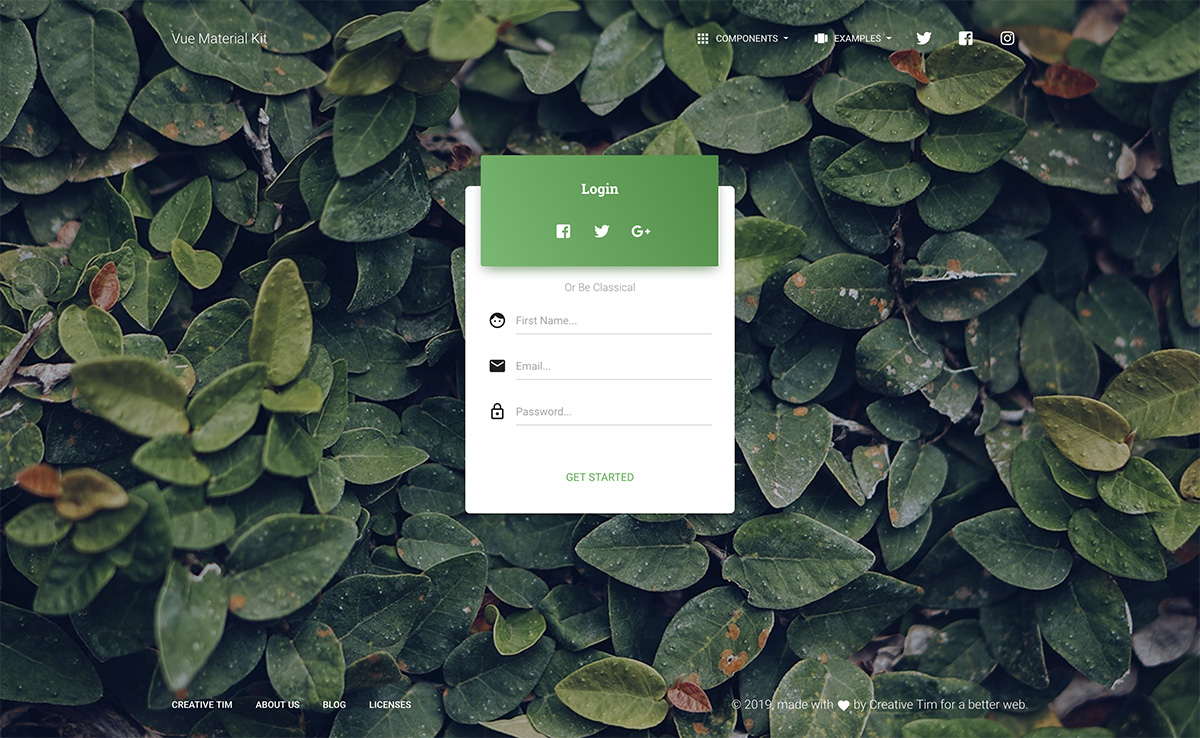 Vue Material Kit
COMPONENTS
EXAMPLES
Login
G+
Or Be Classical
First Name...
Email...
Password...
GET STARTED
CREATIVE TIM ABOUT US BLOG LICENSES
© 2019, made with by Creative Tim for a better web.